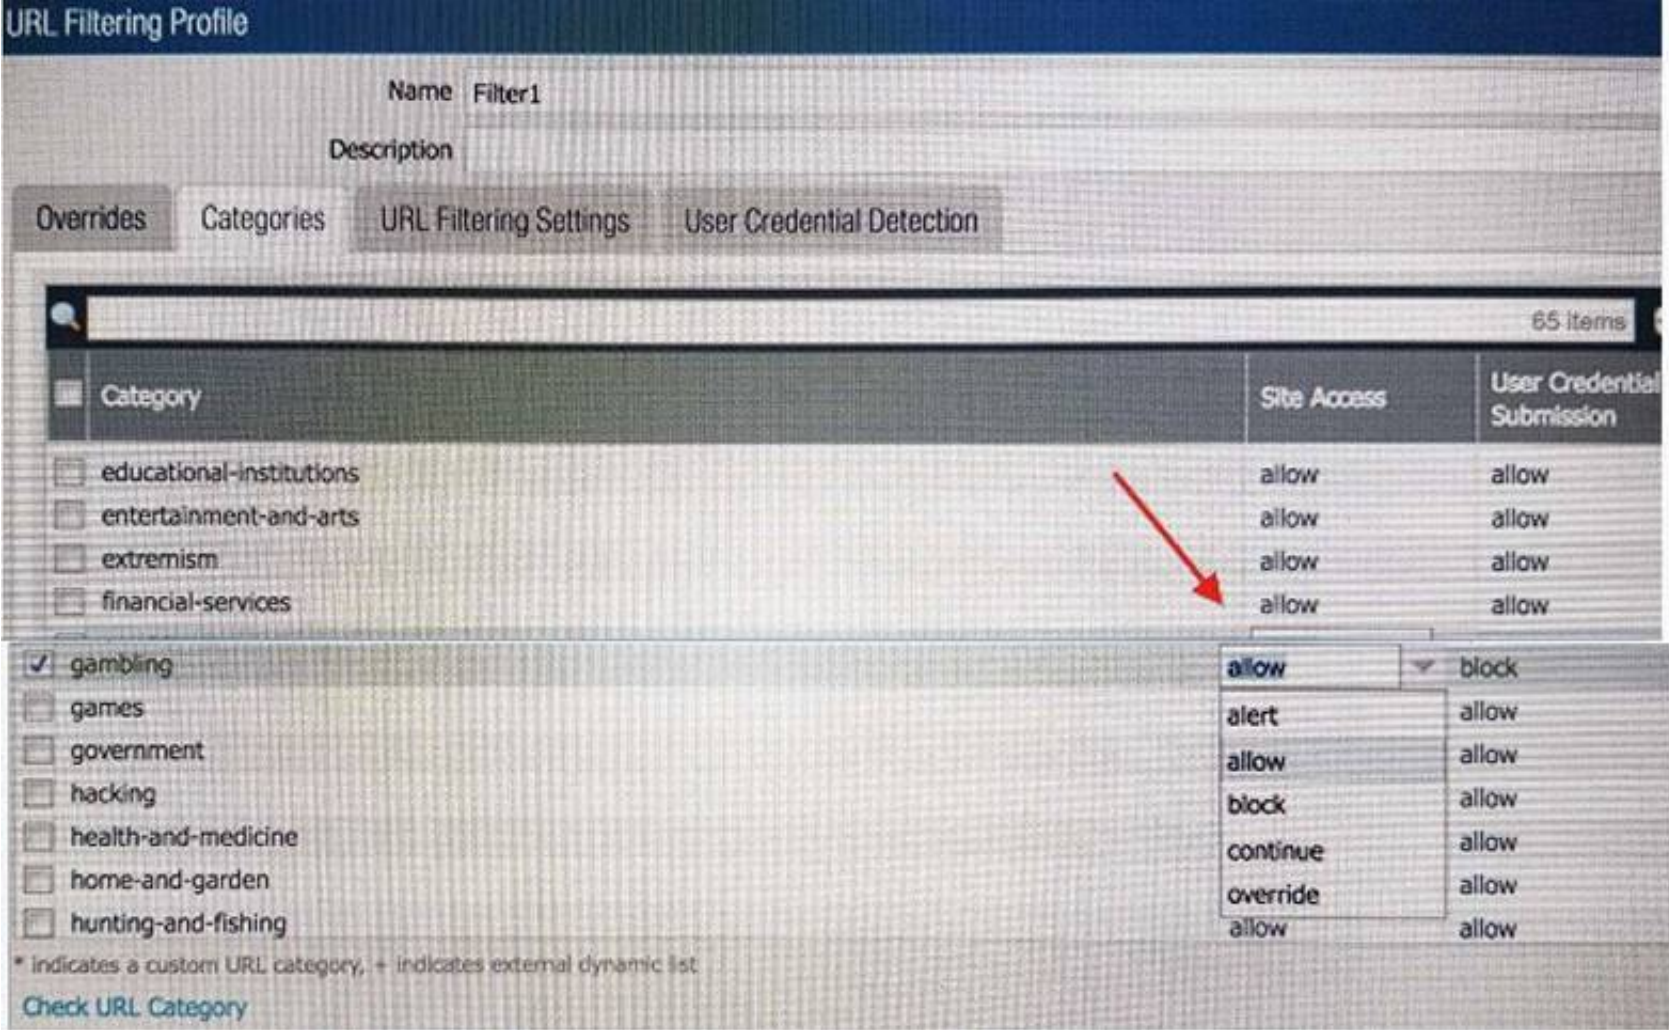 URL Filtering Profile
Name Filter1
Description
Overrides Categories URL Filtering Settings User Credential Detection
65 items
Category Site Access User Credential Submission
educational-institutions allow allow
entertainment-and-arts allow allow
extremism allow allow
financial-services allow allow
gambling allow block
games alert allow
government allow allow
hacking block allow
health-and-medicine continue allow
home-and-garden override allow
hunting-and-fishing allow allow
* indicates a custom URL category, + indicates external dynamic list
Check URL Category